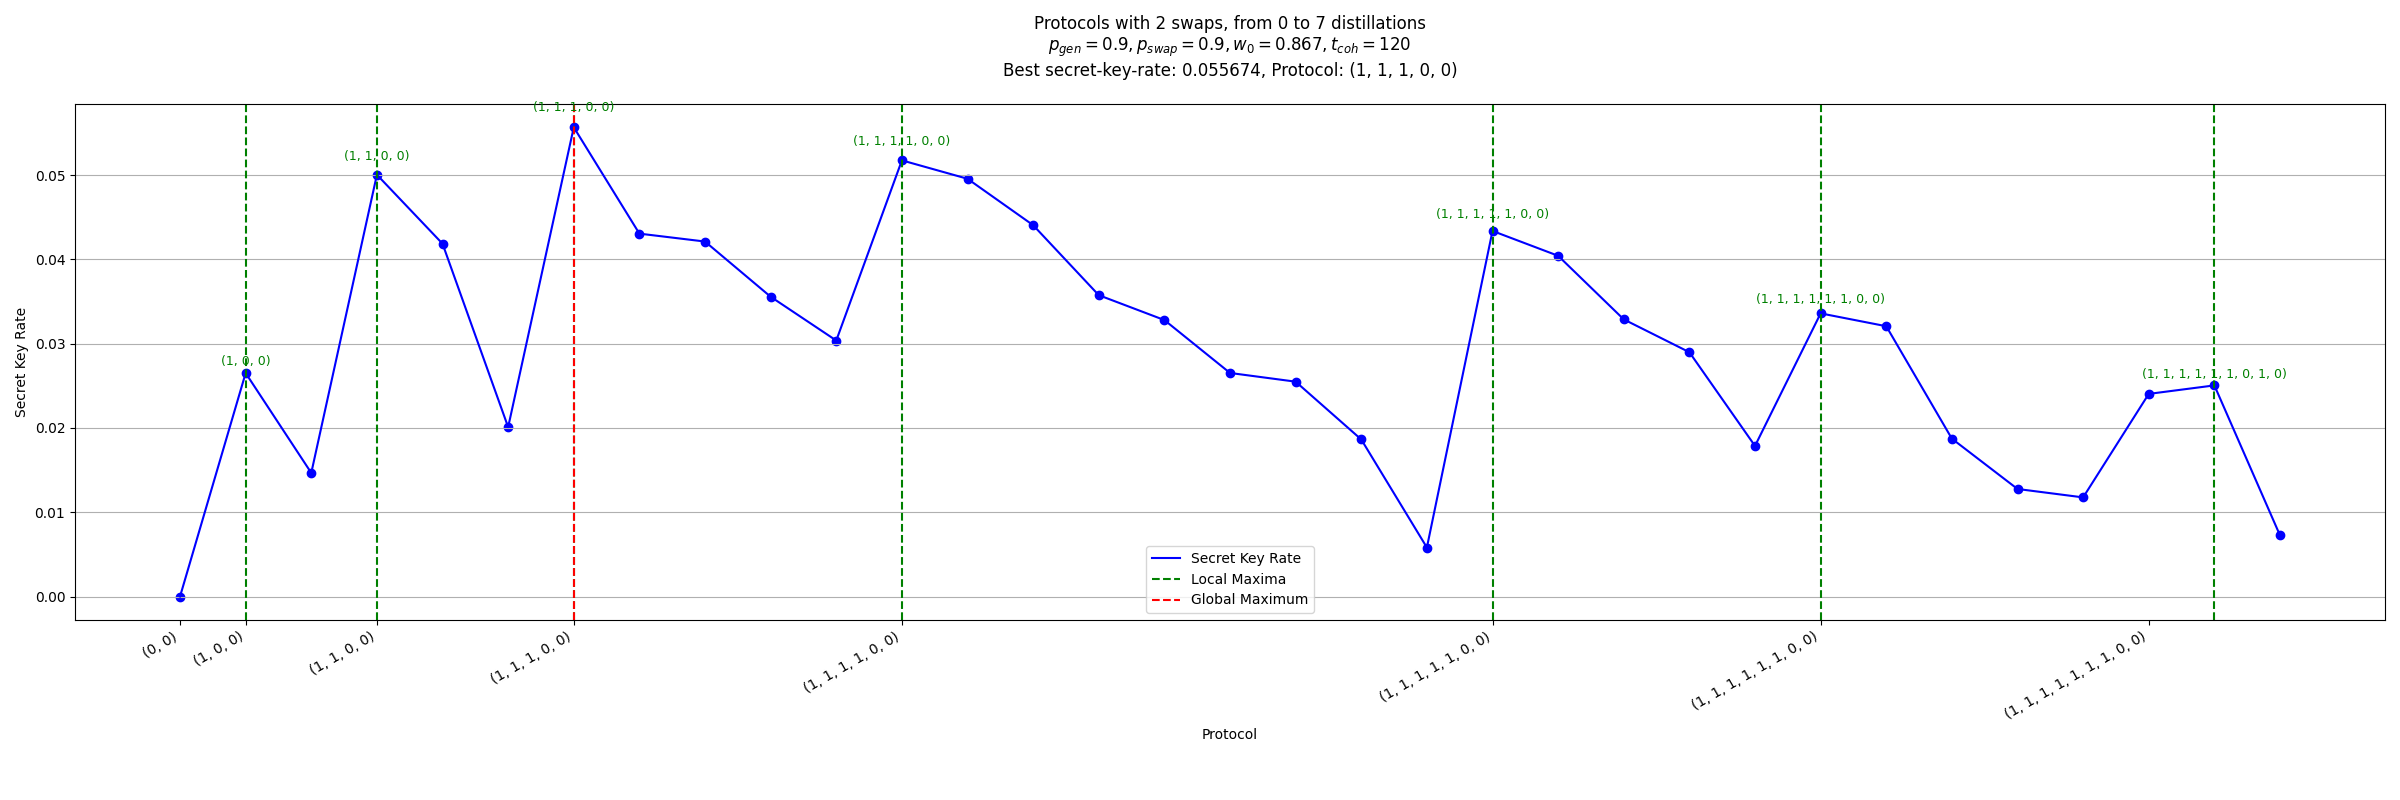 Protocols with 2 swaps, from 0 to 7 distillations
p_gen = 0.9, p_swap = 0.9, w_0 = 0.867, t_coh = 120
Best secret-key-rate: 0.055674, Protocol: (1, 1, 1, 0, 0)
(1, 1, 1, 0, 0)
(1, 1, 1, 1, 0, 0)
(1, 1, 0, 0)
(1, 1, 1, 1, 1, 0, 0)
(1, 1, 1, 1, 1, 1, 0, 0)
(1, 0, 0)
(1, 1, 1, 1, 1, 1, 0, 1, 0)
Secret Key Rate
0.05
0.04
0.03
0.02
0.01
0.00
Secret Key Rate
Local Maxima
Global Maximum
(0, 0)
(1, 0, 0)
(1, 1, 0, 0)
(1, 1, 1, 0, 0)
(1, 1, 1, 1, 0, 0)
(1, 1, 1, 1, 1, 0, 0)
(1, 1, 1, 1, 1, 1, 0, 0)
(1, 1, 1, 1, 1, 1, 1, 0, 0)
Protocol